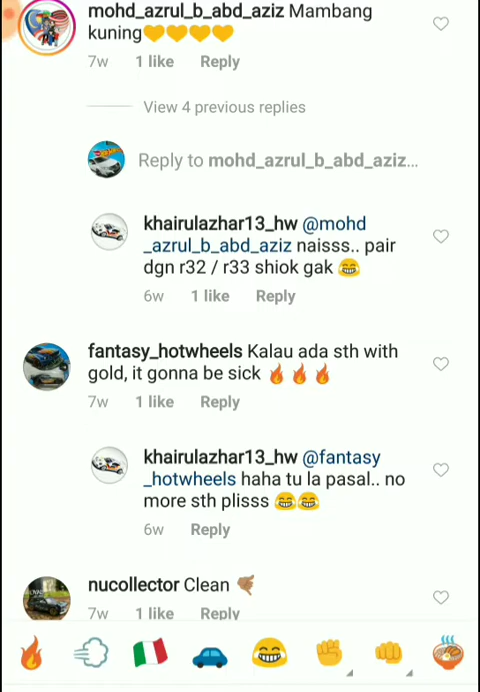 mohd_azrul_b_abd_aziz Mambang
kuning💛💛💛💛
7w 1 like Reply
View 4 previous replies
Reply to mohd_azrul_b_abd_aziz...
khairulazhar13_hw @mohd
_azrul_b_abd_aziz naisss.. pair
dgn r32 / r33 shiok gak 😂
6w 1 like Reply
fantasy_hotwheels Kalau ada sth with
gold, it gonna be sick 🔥🔥🔥
7w 1 like Reply
khairulazhar13_hw @fantasy
_hotwheels haha tu la pasal.. no
more sth plisss 😂😂
6w Reply
nucollector Clean 🤙🏽
7w 1 like Reply